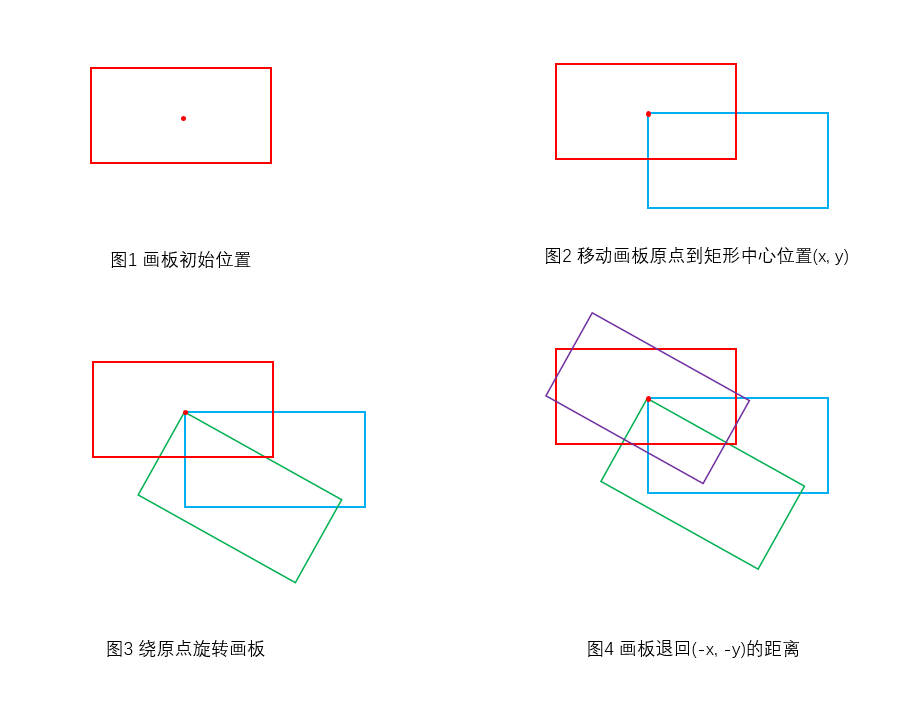 图1 画板初始位置
图2 移动画板原点到矩形中心位置(x, y)
图3 绕原点旋转画板
图4 画板退回(-x, -y)的距离